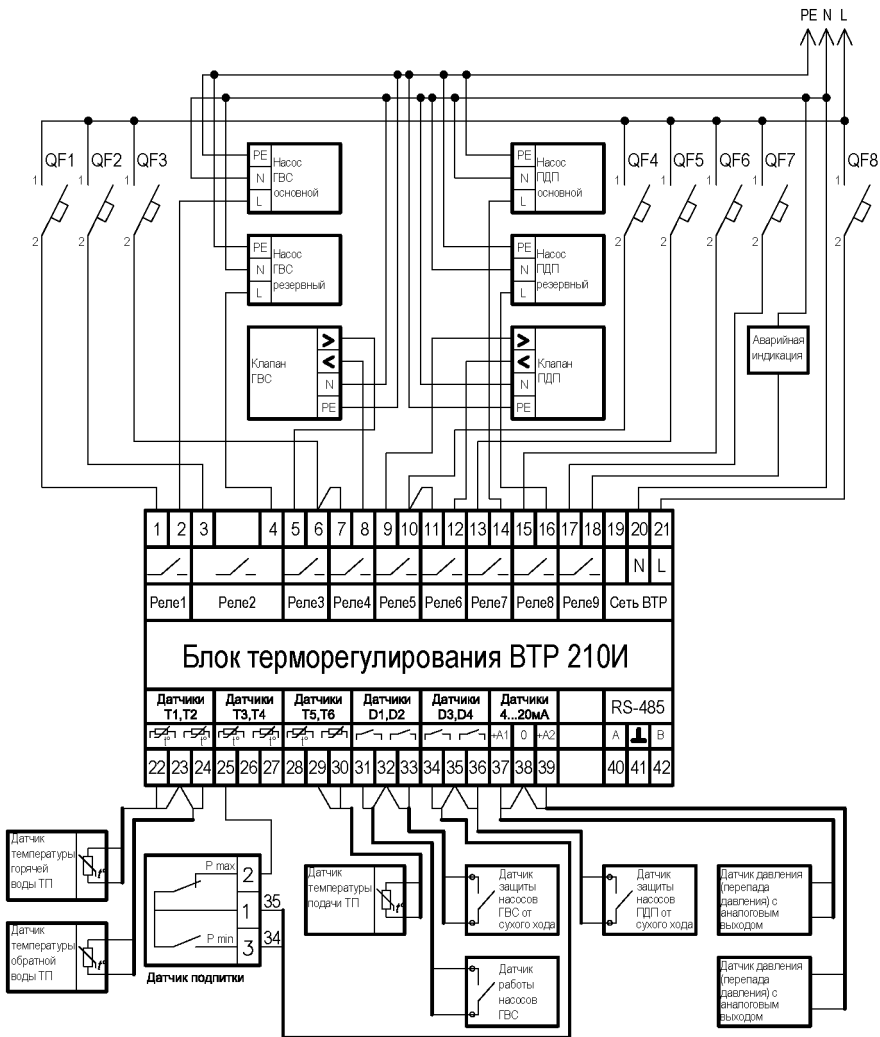 PE N L
QF1 QF2 QF3 QF4 QF5 QF6 QF7 QF8
1 1 1 1 1 1 1 1
2 2 2 2 2 2 2 2
PE
N
L
Насос
ГВС
основной
PE
N
L
Насос
ПДП
основной
PE
N
L
Насос
ГВС
резервный
PE
N
L
Насос
ПДП
резервный
Клапан
ГВС
>
<
N
PE
>
<
N
PE
Клапан
ПДП
Аварийная
индикация
1 2 3 4 5 6 7 8 9 10 11 12 13 14 15 16 17 18 19 20 21
N L
Реле1 Реле2 Реле3 Реле4 Реле5 Реле6 Реле7 Реле8 Реле9 Сеть ВТР
Блок терморегулирования ВТР 210И
Датчики
Т1,Т2
Датчики
Т3,Т4
Датчики
Т5,Т6
Датчики
D1,D2
Датчики
D3,D4
Датчики
4...20мА
RS-485
t° t° t° t°
+A1 0 +A2
A B
22 23 24 25 26 27 28 29 30 31 32 33 34 35 36 37 38 39 40 41 42
Датчик
температуры
горячей
воды ТП
t°
Датчик
температуры
обратной
воды ТП
t°
P max
2
1
P min
3
35
34
Датчик подпитки
Датчик
температуры
подачи ТП
t°
Датчик
защиты
насосов
ГВС от
сухого хода
Датчик
работы
насосов
ГВС
Датчик
защиты
насосов
ПДП от
сухого хода
Датчик давления
(перепада
давления) с
аналоговым
выходом
Датчик давления
(перепада
давления) с
аналоговым
выходом